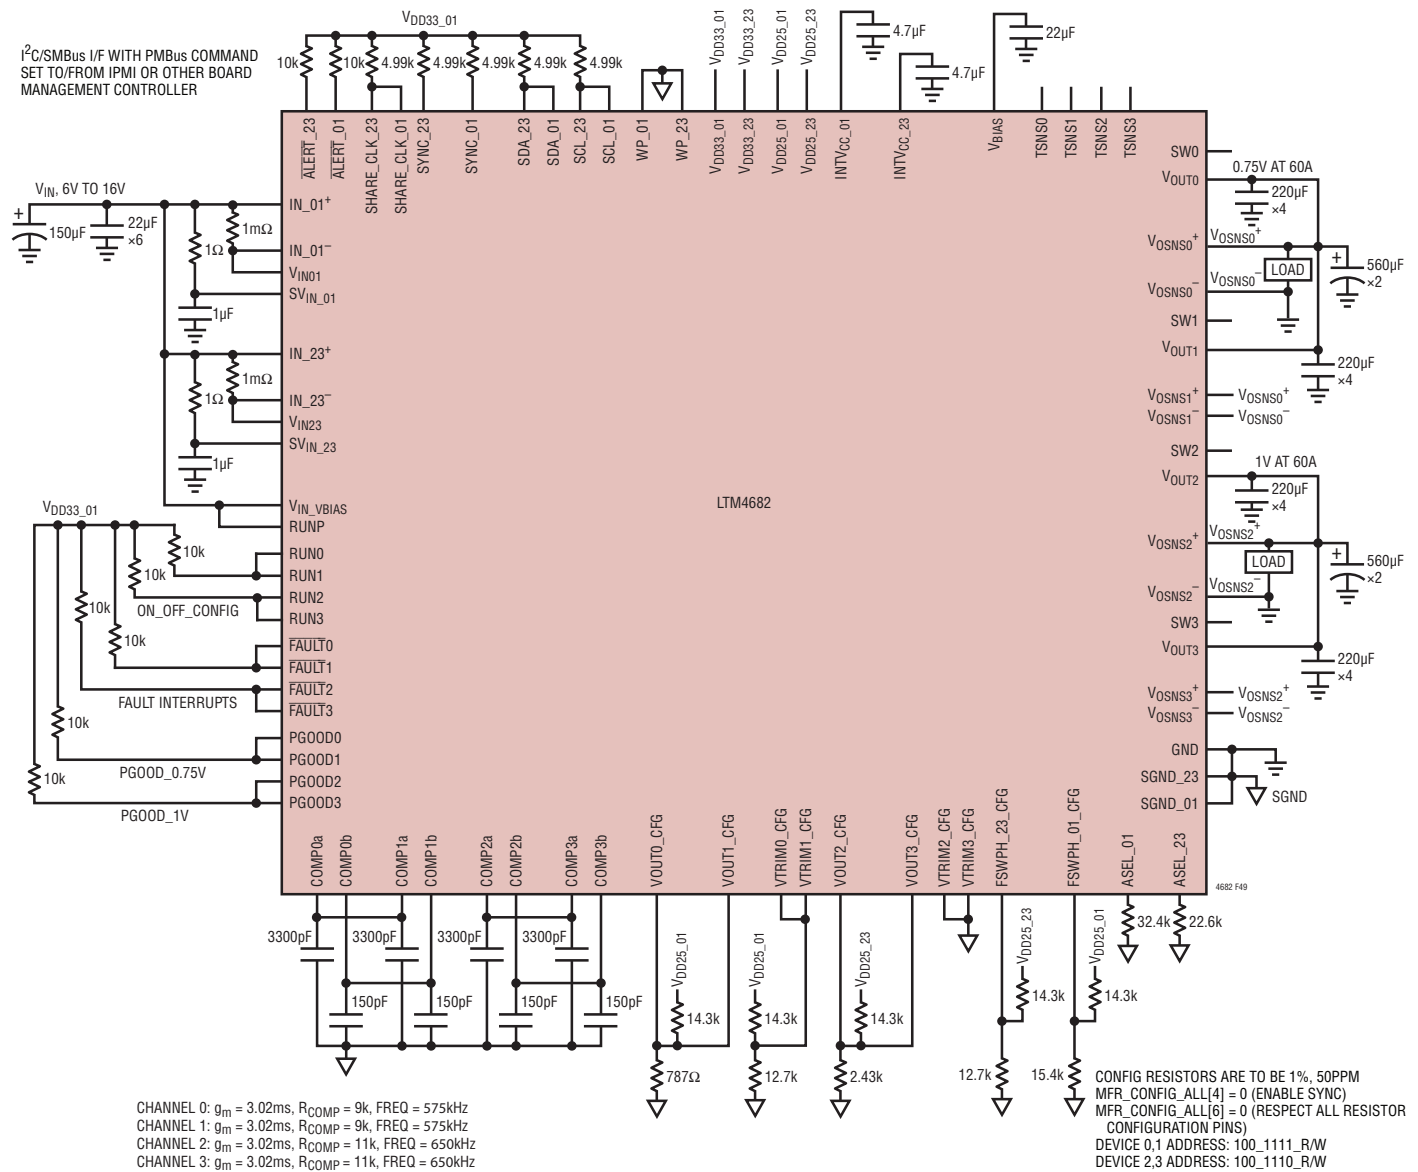 VDD33_01
I2C/SMBus I/F WITH PMBus COMMAND
SET TO/FROM IPMI OR OTHER BOARD
MANAGEMENT CONTROLLER
10k
10k
4.99k
4.99k
4.99k
4.99k
4.99k
VDD33_01
VDD33_23
VDD25_01
VDD25_23
4.7µF
4.7µF
22µF
ALERT_23
ALERT_01
SHARE_CLK_23
SHARE_CLK_01
SYNC_23
SYNC_01
SDA_23
SDA_01
SCL_23
SCL_01
WP_01
WP_23
VDD33_01
VDD33_23
VDD25_01
VDD25_23
INTVCC_01
INTVCC_23
VBIAS
TSNS0
TSNS1
TSNS2
TSNS3
VIN, 6V TO 16V
+
150µF
22µF
×6
1Ω
1mΩ
1µF
1Ω
1mΩ
1µF
IN_01+
IN_01−
VIN01
SVIN_01
IN_23+
IN_23−
VIN23
SVIN_23
VIN_VBIAS
RUNP
RUN0
RUN1
RUN2
RUN3
FAULT0
FAULT1
FAULT2
FAULT3
PGOOD0
PGOOD1
PGOOD2
PGOOD3
VDD33_01
10k
10k
10k
10k
10k
10k
ON_OFF_CONFIG
FAULT INTERRUPTS
PGOOD_0.75V
PGOOD_1V
LTM4682
SW0
VOUT0
VOSNS0+
VOSNS0−
SW1
VOUT1
VOSNS1+
VOSNS1−
SW2
VOUT2
VOSNS2+
VOSNS2−
SW3
VOUT3
VOSNS3+
VOSNS3−
GND
SGND_23
SGND_01
0.75V AT 60A
220µF
×4
VOSNS0+
LOAD
VOSNS0−
+
560µF
×2
220µF
×4
VOSNS0+
VOSNS0−
1V AT 60A
220µF
×4
VOSNS2+
LOAD
VOSNS2−
+
560µF
×2
220µF
×4
VOSNS2+
VOSNS2−
SGND
COMP0a
COMP0b
COMP1a
COMP1b
COMP2a
COMP2b
COMP3a
COMP3b
VOUT0_CFG
VOUT1_CFG
VTRIM0_CFG
VTRIM1_CFG
VOUT2_CFG
VOUT3_CFG
VTRIM2_CFG
VTRIM3_CFG
FSWPH_23_CFG
FSWPH_01_CFG
ASEL_01
ASEL_23
4682 F49
3300pF
3300pF
3300pF
3300pF
150pF
150pF
150pF
150pF
VDD25_01
14.3k
787Ω
VDD25_01
14.3k
12.7k
VDD25_23
14.3k
2.43k
VDD25_23
14.3k
12.7k
VDD25_01
14.3k
15.4k
32.4k
22.6k
CHANNEL 0: gm = 3.02ms, RCOMP = 9k, FREQ = 575kHz
CHANNEL 1: gm = 3.02ms, RCOMP = 9k, FREQ = 575kHz
CHANNEL 2: gm = 3.02ms, RCOMP = 11k, FREQ = 650kHz
CHANNEL 3: gm = 3.02ms, RCOMP = 11k, FREQ = 650kHz
CONFIG RESISTORS ARE TO BE 1%, 50PPM
MFR_CONFIG_ALL[4] = 0 (ENABLE SYNC)
MFR_CONFIG_ALL[6] = 0 (RESPECT ALL RESISTOR
CONFIGURATION PINS)
DEVICE 0,1 ADDRESS: 100_1111_R/W
DEVICE 2,3 ADDRESS: 100_1110_R/W